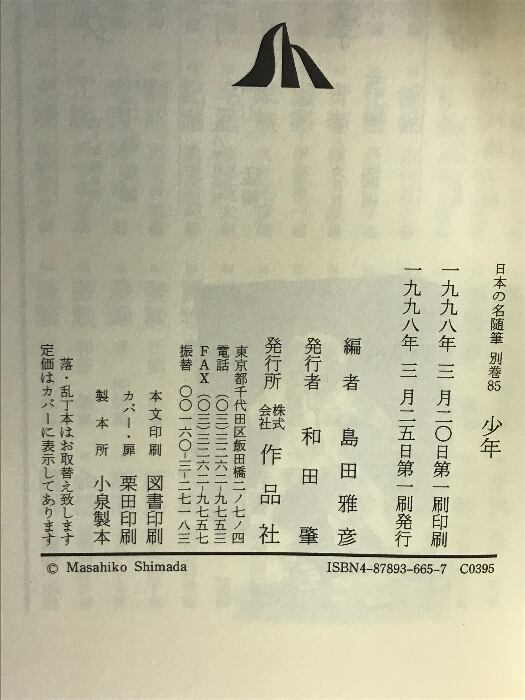 日本の名随筆 別巻85 少年
一九九八年 三 月二〇日第一刷印刷
一九九八年 三 月二五日第一刷発行
編者 島田雅彦
発行者 和田肇
発行所 株式会社 作品社
東京都千代田区飯田橋二ノ七ノ四
電話 (〇三)三二六二-九七五三
FAX (〇三)三二六二-九七五七
振替 〇〇一六〇-三-二七一八三
本文印刷 図書印刷
カバー・扉 栗田印刷
製本所 小泉製本
落・乱丁本はお取替え致します
定価はカバーに表示してあります
© Masahiko Shimada
ISBN4-87893-665-7 C0395